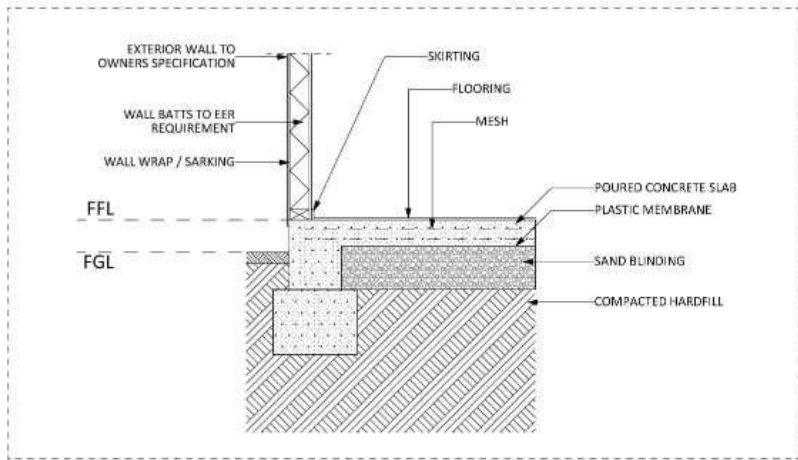 EXTERIOR WALL TO
OWNERS SPECIFICATION
WALL BATTS TO EER
REQUIREMENT
WALL WRAP / SARKING
FFL
FGL
SKIRTING
FLOORING
MESH
POURED CONCRETE SLAB
PLASTIC MEMBRANE
SAND BLINDING
COMPACTED HARDFILL